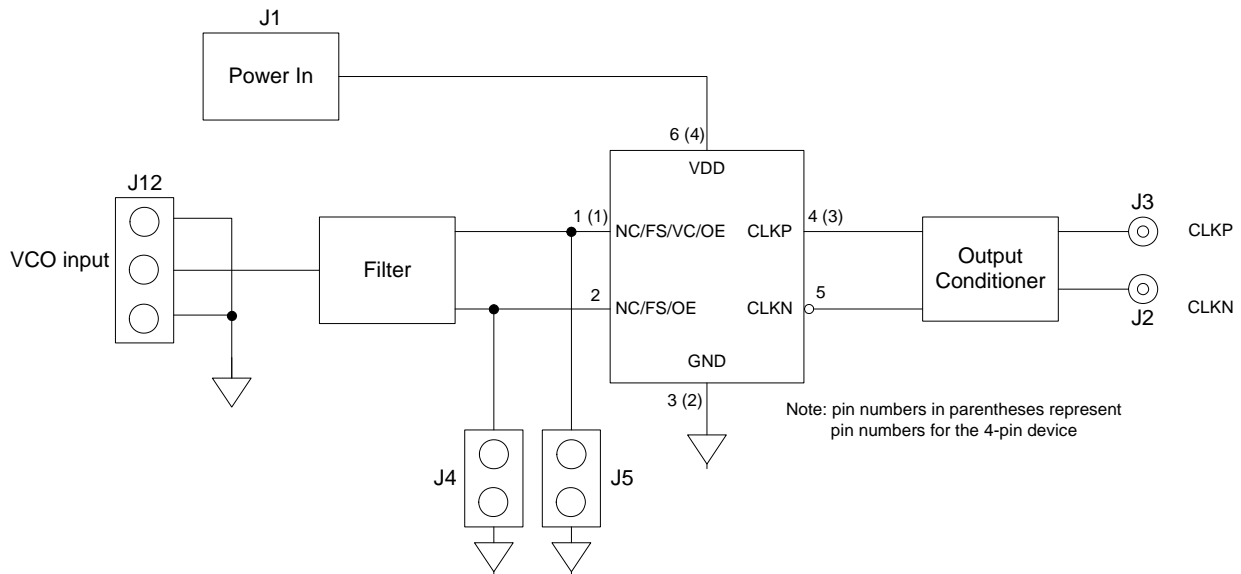 J1
Power In
6 (4)
VDD
J12
VCO input
Filter
1 (1)
NC/FS/VC/OE
CLKP
4 (3)
2
NC/FS/OE
CLKN
5
GND
3 (2)
Output
Conditioner
J3
CLKP
J2
CLKN
Note: pin numbers in parentheses represent
pin numbers for the 4-pin device
J4
J5